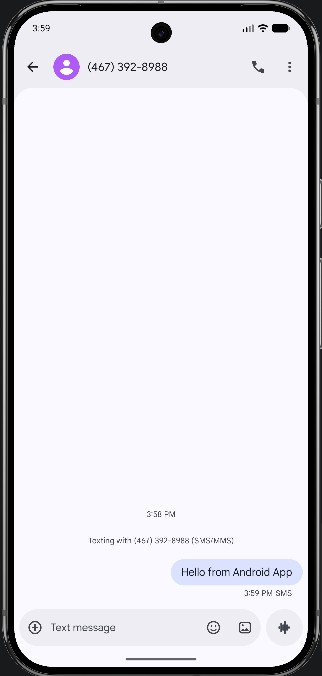 3:59
(467) 392-8988
3:58 PM
Texting with (467) 392-8988 (SMS/MMS)
Hello from Android App
3:59 PM SMS
Text message